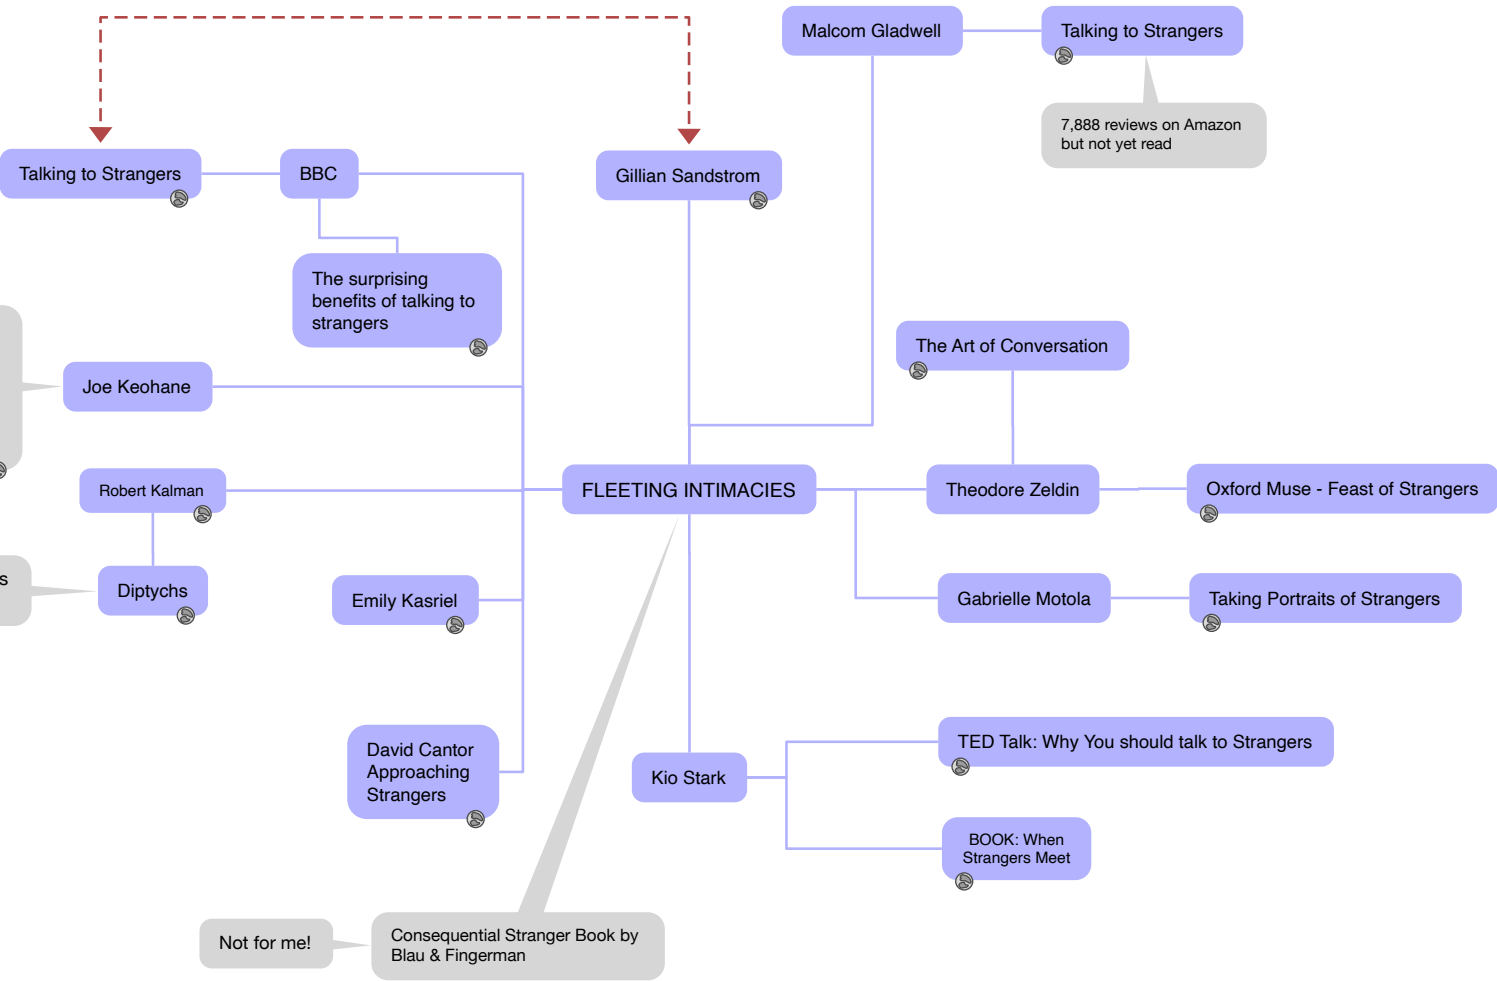 Malcom Gladwell
Talking to Strangers
7,888 reviews on Amazon
but not yet read
Talking to Strangers
BBC
Gillian Sandstrom
The surprising
benefits of talking to
strangers
The Art of Conversation
Joe Keohane
Robert Kalman
FLEETING INTIMACIES
Theodore Zeldin
Oxford Muse - Feast of Strangers
s
Diptychs
Emily Kasriel
Gabrielle Motola
Taking Portraits of Strangers
David Cantor
Approaching
Strangers
Kio Stark
TED Talk: Why You should talk to Strangers
BOOK: When
Strangers Meet
Not for me!
Consequential Stranger Book by
Blau & Fingerman